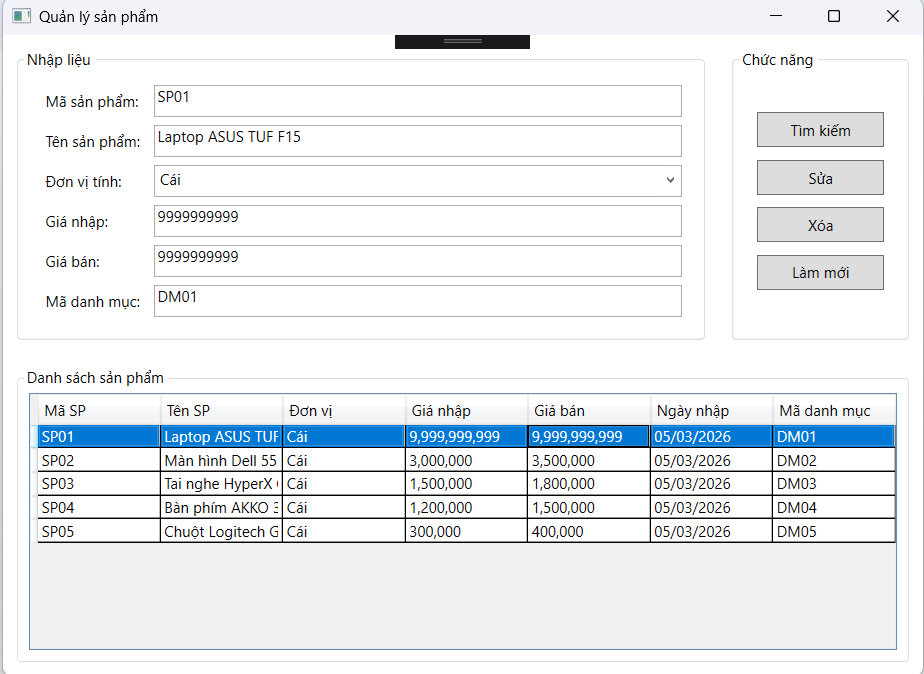 Quản lý sản phẩm
Nhập liệu
Mã sản phẩm: SP01
Tên sản phẩm: Laptop ASUS TUF F15
Đơn vị tính: Cái
Giá nhập: 9999999999
Giá bán: 9999999999
Mã danh mục: DM01
Chức năng
Tìm kiếm
Sửa
Xóa
Làm mới
Danh sách sản phẩm
Mã SP Tên SP Đơn vị Giá nhập Giá bán Ngày nhập Mã danh mục
SP01 Laptop ASUS TUF Cái 9,999,999,999 9,999,999,999 05/03/2026 DM01
SP02 Màn hình Dell 55 Cái 3,000,000 3,500,000 05/03/2026 DM02
SP03 Tai nghe HyperX Cái 1,500,000 1,800,000 05/03/2026 DM03
SP04 Bàn phím AKKO Cái 1,200,000 1,500,000 05/03/2026 DM04
SP05 Chuột Logitech G Cái 300,000 400,000 05/03/2026 DM05